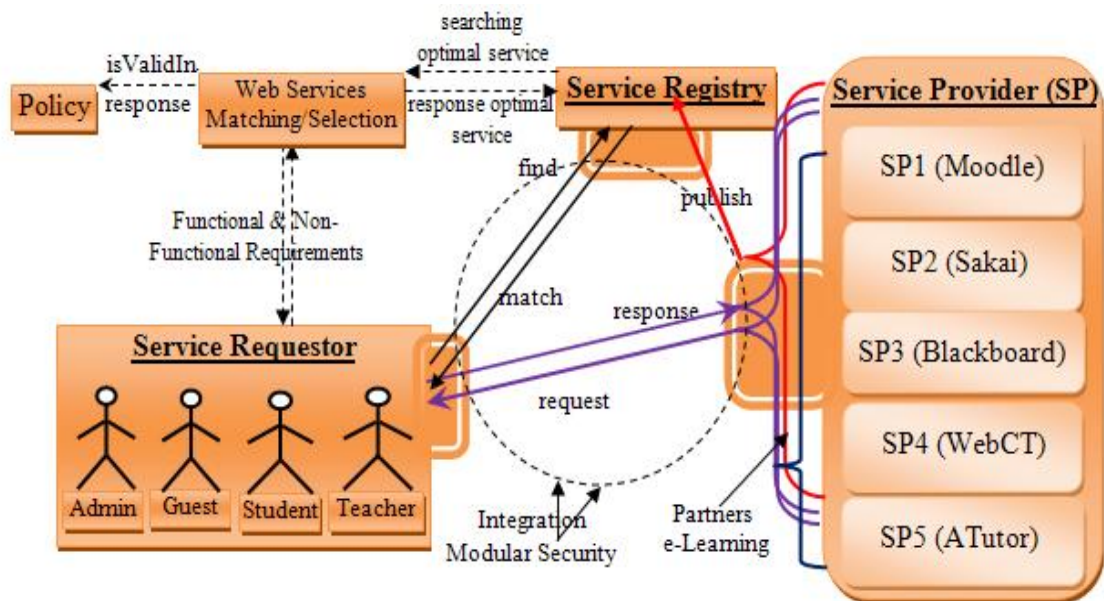 searching
optimal service
isValidIn
response
Policy
Web Services
Matching/Selection
response optimal
service
Service Registry
Service Provider (SP)
find
publish
SP1 (Moodle)
Functional & Non-
Functional Requirements
SP2 (Sakai)
match
response
Service Requestor
SP3 (Blackboard)
request
SP4 (WebCT)
Admin
Guest
Student
Teacher
Integration
Modular Security
Partners
e-Learning
SP5 (ATutor)